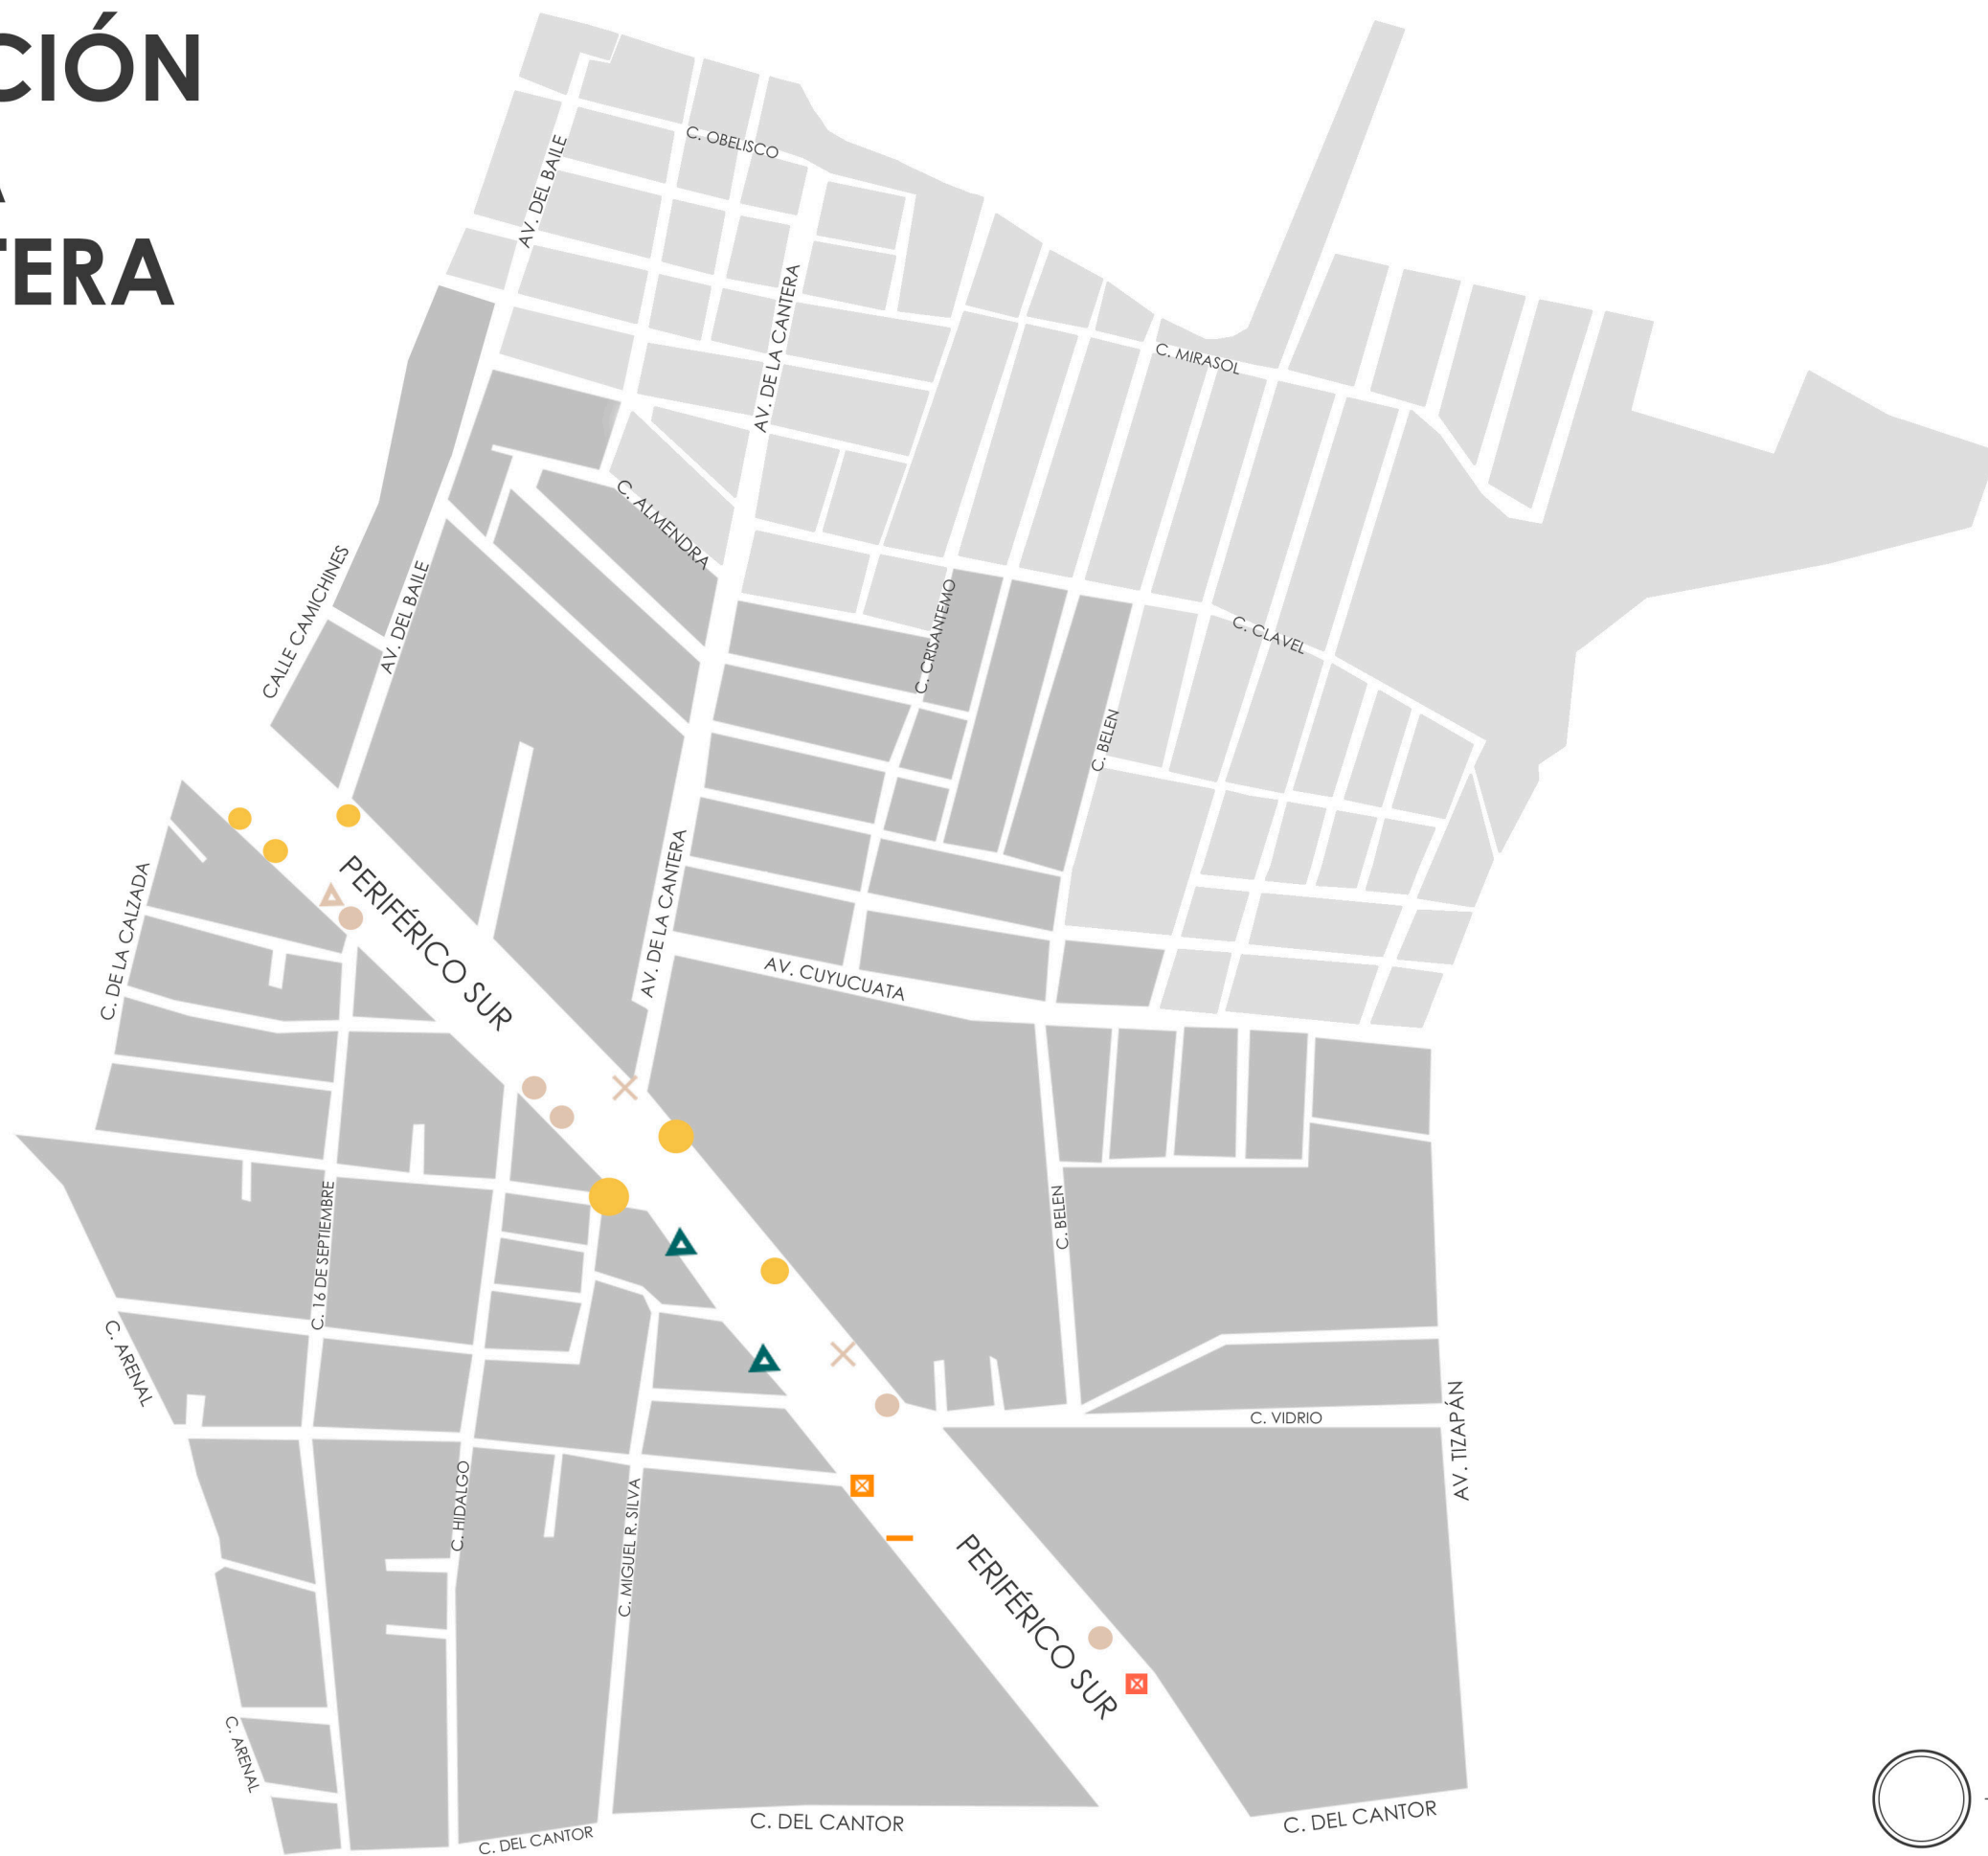 CIÓN
A
TERA
C. OBELISCO
AV. DEL BAILE
AV. DE LA CANTERA
C. MIRASOL
C. ALMENDRA
CALLE CAMICHINES
AV. DEL BAILE
C. CRISANTEMO
C. CLAVEL
C. BELEN
C. DE LA CALZADA
PERIFÉRICO SUR
AV. DE LA CANTERA
AV. CUYUCUATA
C. 16 DE SEPTIEMBRE
C. BELEN
C. ARENAL
C. VIDRIO
AV. TIZAPÁN
C. HIDALGO
C. MIGUEL R. SILVA
PERIFÉRICO SUR
C. ARENAL
C. DEL CANTOR
C. DEL CANTOR
C. DEL CANTOR